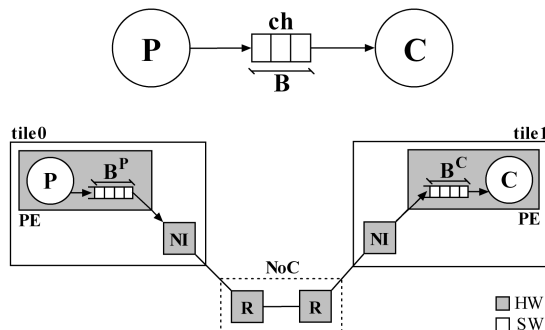 ch
P C
B
tile0 tile1
B^P B^C
P C
PE PE
NI NI
NoC
R R
HW
SW